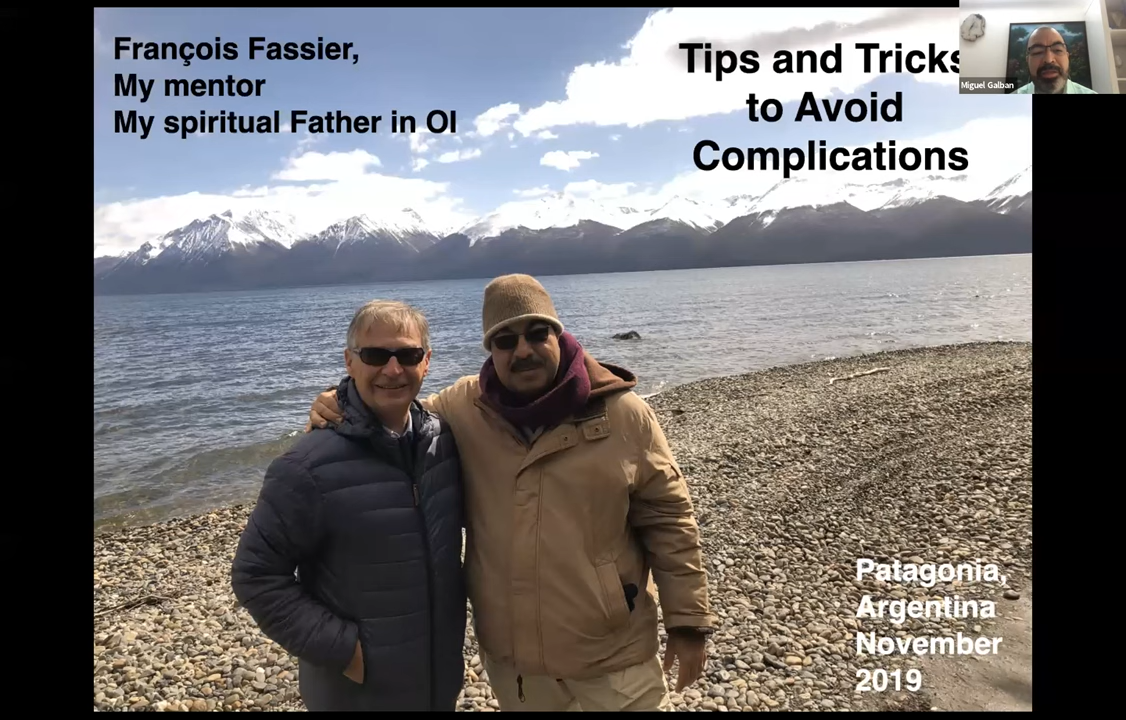 François Fassier,
My mentor
My spiritual Father in OI
Tips and Tricks
to Avoid
Complications
Miguel Galban
Patagonia,
Argentina
November
2019